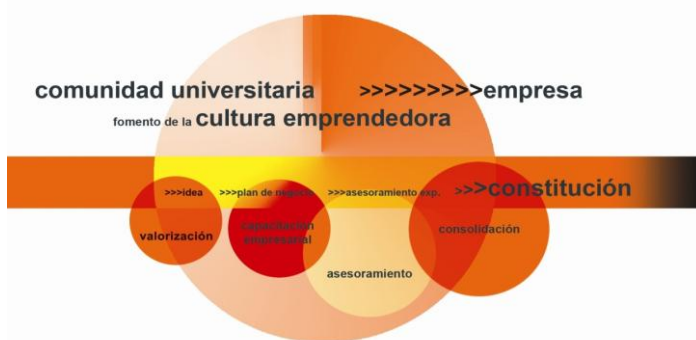 comunidad universitaria >>>>>>>>>empresa
fomento de la cultura emprendedora
>>>idea >>>plan de negocio >>>asesoramiento exp. >>>constitución
valorización
capacitación
empresarial
asesoramiento
consolidación